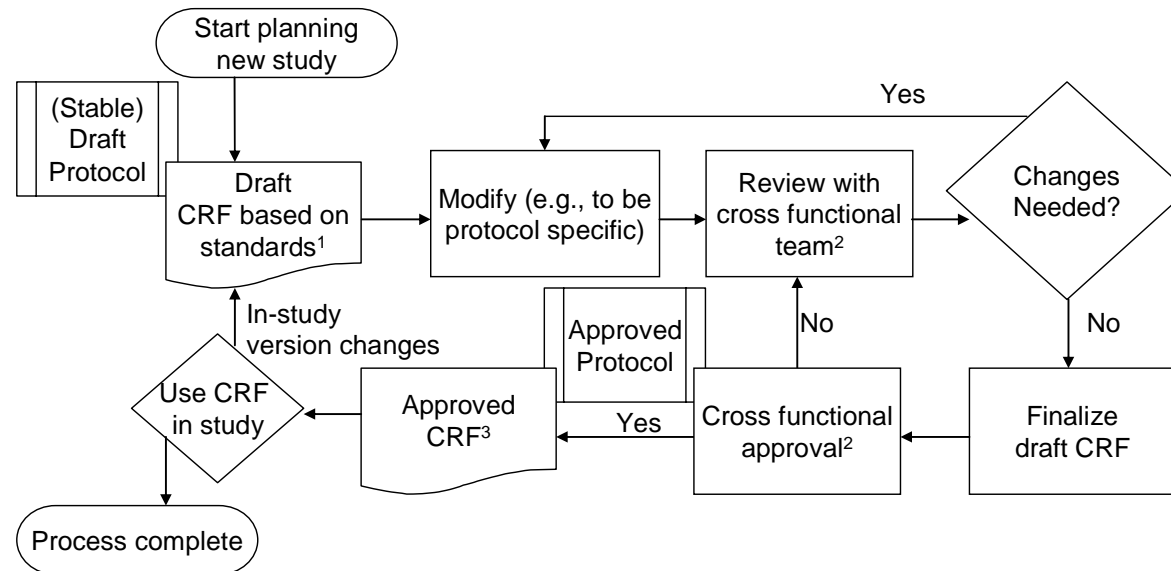 Start planning
new study
(Stable)
Draft
Protocol
Yes
Draft
CRF based on
standards¹
Modify (e.g., to be
protocol specific)
Review with
cross functional
team²
Changes
Needed?
In-study
version changes
Approved
Protocol
No
No
Use CRF
in study
Approved
CRF³
Yes
Cross functional
approval²
Finalize
draft CRF
Process complete